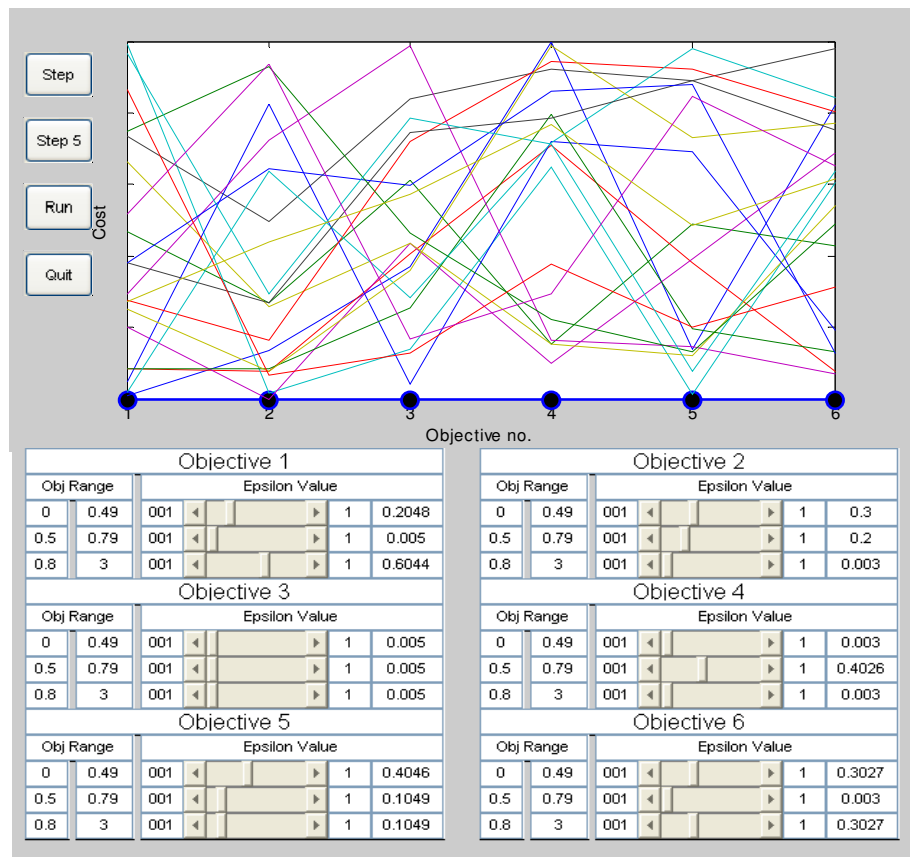 Step
Step 5
Run
Quit
Cost
1 2 3 4 5 6
Objective no.
Objective 1
Obj Range Epsilon Value
0 0.49 001 1 0.2048
0.5 0.79 001 1 0.005
0.8 3 001 1 0.6044
Objective 2
Obj Range Epsilon Value
0 0.49 001 1 0.3
0.5 0.79 001 1 0.2
0.8 3 001 1 0.003
Objective 3
Obj Range Epsilon Value
0 0.49 001 1 0.005
0.5 0.79 001 1 0.005
0.8 3 001 1 0.005
Objective 4
Obj Range Epsilon Value
0 0.49 001 1 0.003
0.5 0.79 001 1 0.4026
0.8 3 001 1 0.003
Objective 5
Obj Range Epsilon Value
0 0.49 001 1 0.4046
0.5 0.79 001 1 0.1049
0.8 3 001 1 0.1049
Objective 6
Obj Range Epsilon Value
0 0.49 001 1 0.3027
0.5 0.79 001 1 0.003
0.8 3 001 1 0.3027